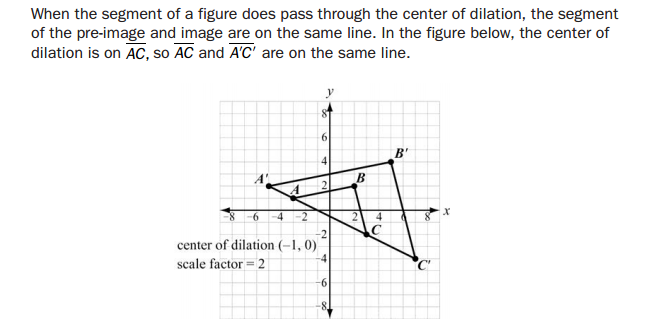 When the segment of a figure does pass through the center of dilation, the segment
of the pre-image and image are on the same line. In the figure below, the center of
dilation is on AC, so AC and A'C' are on the same line.
y
8
6
B'
4
A'
B
A
2
-8 -6 -4 -2 2 4 6 8 x
C
-2
center of dilation (−1, 0)
-4
scale factor = 2
C'
-6
-8